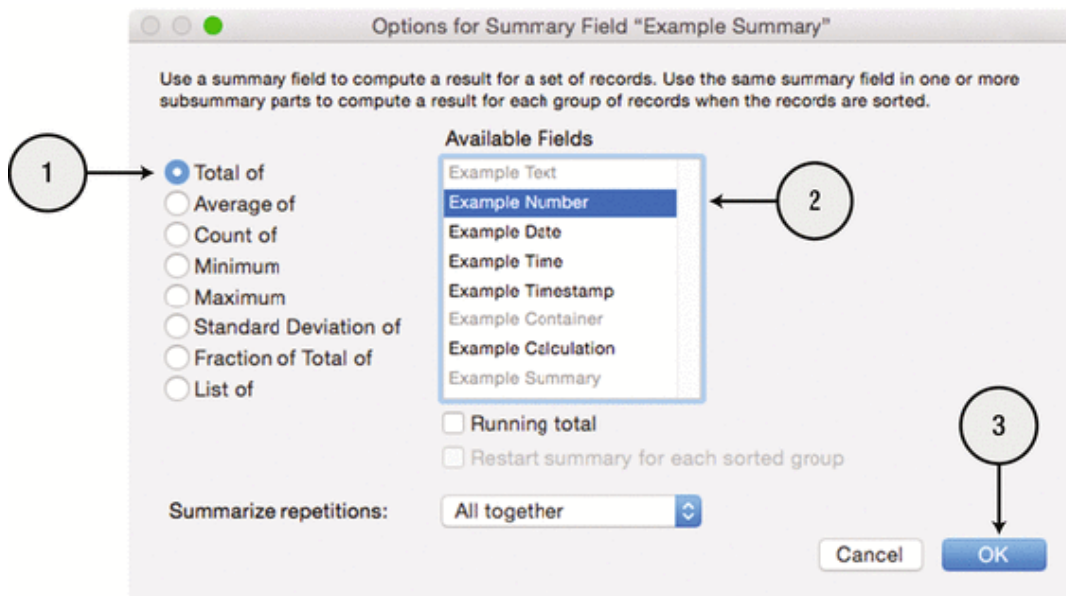 Options for Summary Field “Example Summary”
Use a summary field to compute a result for a set of records. Use the same summary field in one or more
subsummary parts to compute a result for each group of records when the records are sorted.
Available Fields
1
Total of
Average of
Count of
Minimum
Maximum
Standard Deviation of
Fraction of Total of
List of
Example Text
Example Number
Example Date
Example Time
Example Timestamp
Example Container
Example Calculation
Example Summary
2
Running total
Restart summary for each sorted group
3
Summarize repetitions:
All together
Cancel
OK